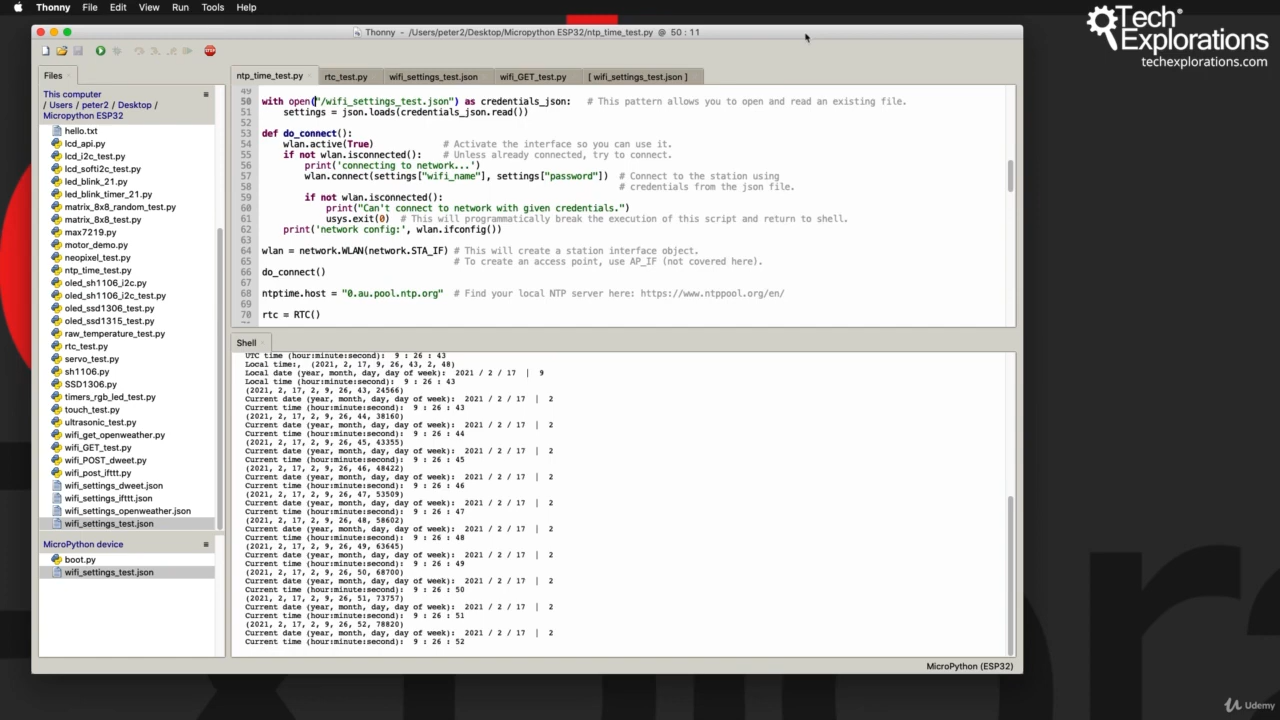 Thonny File Edit View Run Tools Help
Tech
Explorations
techexplorations.com
Thonny - /Users/peter2/Desktop/Micropython ESP32/ntp_time_test.py @ 50 : 11
Files
This computer
/ Users / peter2 / Desktop /
Micropython ESP32
hello.txt
lcd_api.py
lcd_i2c_test.py
lcd_softi2c_test.py
led_blink_21.py
led_blink_timer_21.py
matrix_8x8_random_test.py
matrix_8x8_test.py
max7219.py
motor_demo.py
neopixel_test.py
ntp_time_test.py
oled_sh1106_i2c.py
oled_sh1106_i2c_test.py
oled_ssd1306_test.py
oled_ssd1315_test.py
raw_temperature_test.py
rtc_test.py
servo_test.py
sh1106.py
SSD1306.py
timers_rgb_led_test.py
touch_test.py
ultrasonic_test.py
wifi_get_openweather.py
wifi_GET_test.py
wifi_POST_dweet.py
wifi_post_ifttt.py
wifi_settings_dweet.json
wifi_settings_ifttt.json
wifi_settings_openweather.json
wifi_settings_test.json
MicroPython device
boot.py
wifi_settings_test.json
ntp_time_test.py rtc_test.py wifi_settings_test.json wifi_GET_test.py [ wifi_settings_test.json ]
49
50 with open("/wifi_settings_test.json") as credentials_json: # This pattern allows you to open and read an existing file.
51 settings = json.loads(credentials_json.read())
52
53 def do_connect():
54 wlan.active(True) # Activate the interface so you can use it.
55 if not wlan.isconnected(): # Unless already connected, try to connect.
56 print('connecting to network...')
57 wlan.connect(settings["wifi_name"], settings["password"]) # Connect to the station using
58 # credentials from the json file.
59 if not wlan.isconnected():
60 print("Can't connect to network with given credentials.")
61 usys.exit(0) # This will programmatically break the execution of this script and return to shell.
62 print('network config:', wlan.ifconfig())
63
64 wlan = network.WLAN(network.STA_IF) # This will create a station interface object.
65 # To create an access point, use AP_IF (not covered here).
66 do_connect()
67
68 ntptime.host = "0.au.pool.ntp.org" # Find your local NTP server here: https://www.ntppool.org/en/
69
70 rtc = RTC()
Shell
UTC time (hour:minute:second): 9 : 26 : 43
Local time:, (2021, 2, 17, 9, 26, 43, 2, 48)
Local date (year, month, day, day of week): 2021 / 2 / 17 | 9
Local time (hour:minute:second): 9 : 26 : 43
(2021, 2, 17, 2, 9, 26, 43, 24566)
Current date (year, month, day, day of week): 2021 / 2 / 17 | 2
Current time (hour:minute:second): 9 : 26 : 43
(2021, 2, 17, 2, 9, 26, 44, 38160)
Current date (year, month, day, day of week): 2021 / 2 / 17 | 2
Current time (hour:minute:second): 9 : 26 : 44
(2021, 2, 17, 2, 9, 26, 45, 43355)
Current date (year, month, day, day of week): 2021 / 2 / 17 | 2
Current time (hour:minute:second): 9 : 26 : 45
(2021, 2, 17, 2, 9, 26, 46, 48422)
Current date (year, month, day, day of week): 2021 / 2 / 17 | 2
Current time (hour:minute:second): 9 : 26 : 46
(2021, 2, 17, 2, 9, 26, 47, 53509)
Current date (year, month, day, day of week): 2021 / 2 / 17 | 2
Current time (hour:minute:second): 9 : 26 : 47
(2021, 2, 17, 2, 9, 26, 48, 58602)
Current date (year, month, day, day of week): 2021 / 2 / 17 | 2
Current time (hour:minute:second): 9 : 26 : 48
(2021, 2, 17, 2, 9, 26, 49, 63645)
Current date (year, month, day, day of week): 2021 / 2 / 17 | 2
Current time (hour:minute:second): 9 : 26 : 49
(2021, 2, 17, 2, 9, 26, 50, 68700)
Current date (year, month, day, day of week): 2021 / 2 / 17 | 2
Current time (hour:minute:second): 9 : 26 : 50
(2021, 2, 17, 2, 9, 26, 51, 73757)
Current date (year, month, day, day of week): 2021 / 2 / 17 | 2
Current time (hour:minute:second): 9 : 26 : 51
(2021, 2, 17, 2, 9, 26, 52, 78820)
Current date (year, month, day, day of week): 2021 / 2 / 17 | 2
Current time (hour:minute:second): 9 : 26 : 52
MicroPython (ESP32)
Udemy